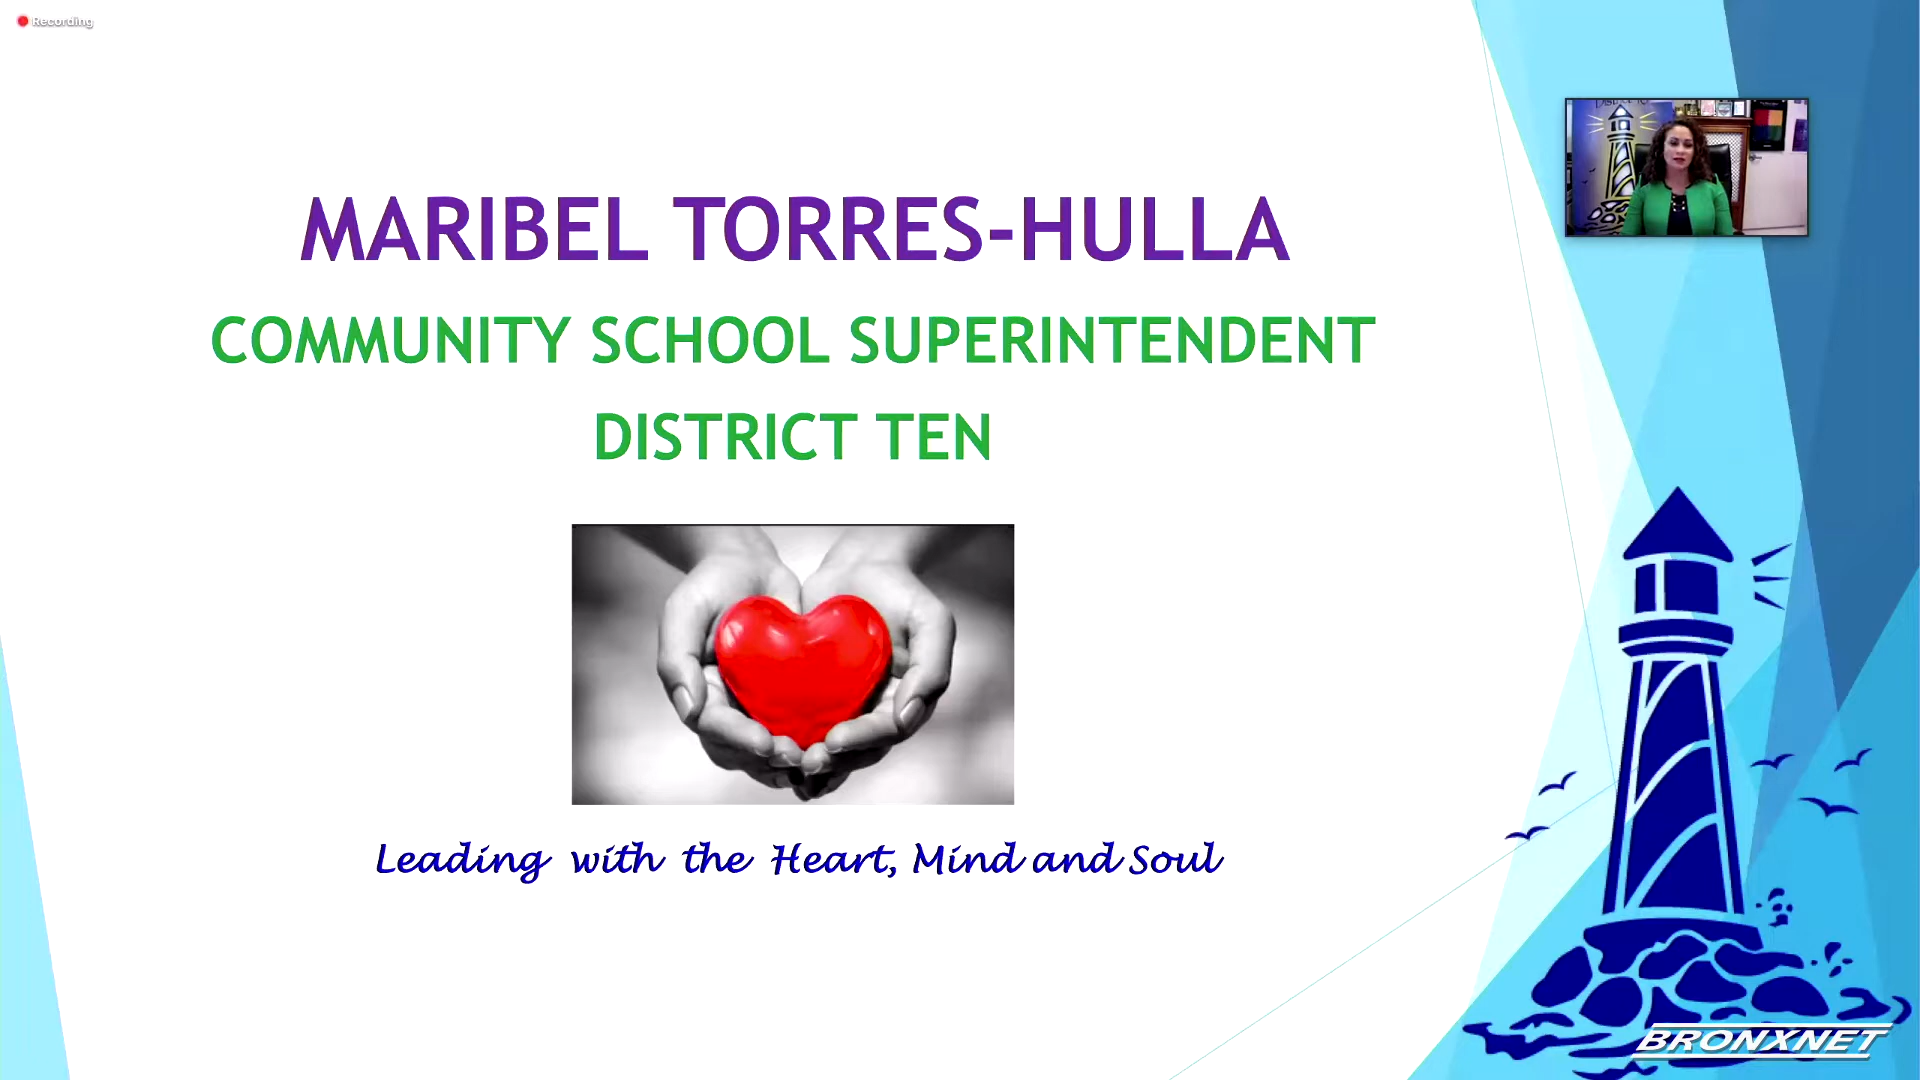 Recording
MARIBEL TORRES-HULLA
COMMUNITY SCHOOL SUPERINTENDENT
DISTRICT TEN
Leading with the Heart, Mind and Soul
BRONXNET